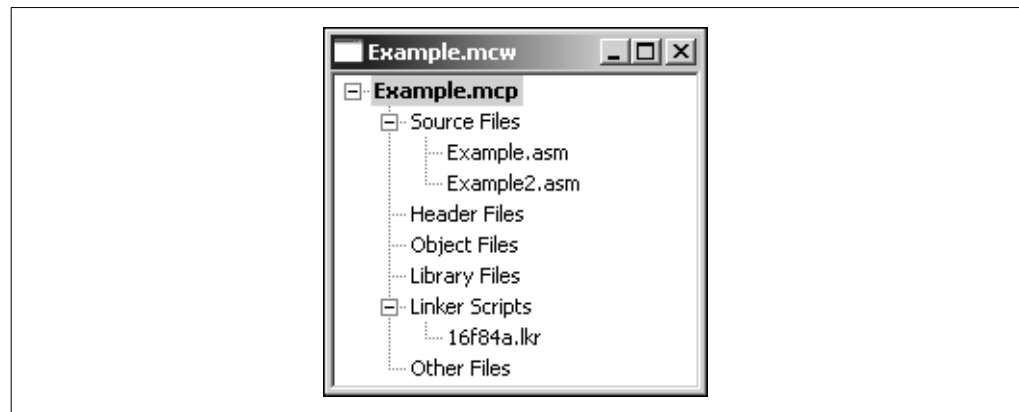 Example.mcw
Example.mcp
Source Files
Example.asm
Example2.asm
Header Files
Object Files
Library Files
Linker Scripts
16f84a.lkr
Other Files